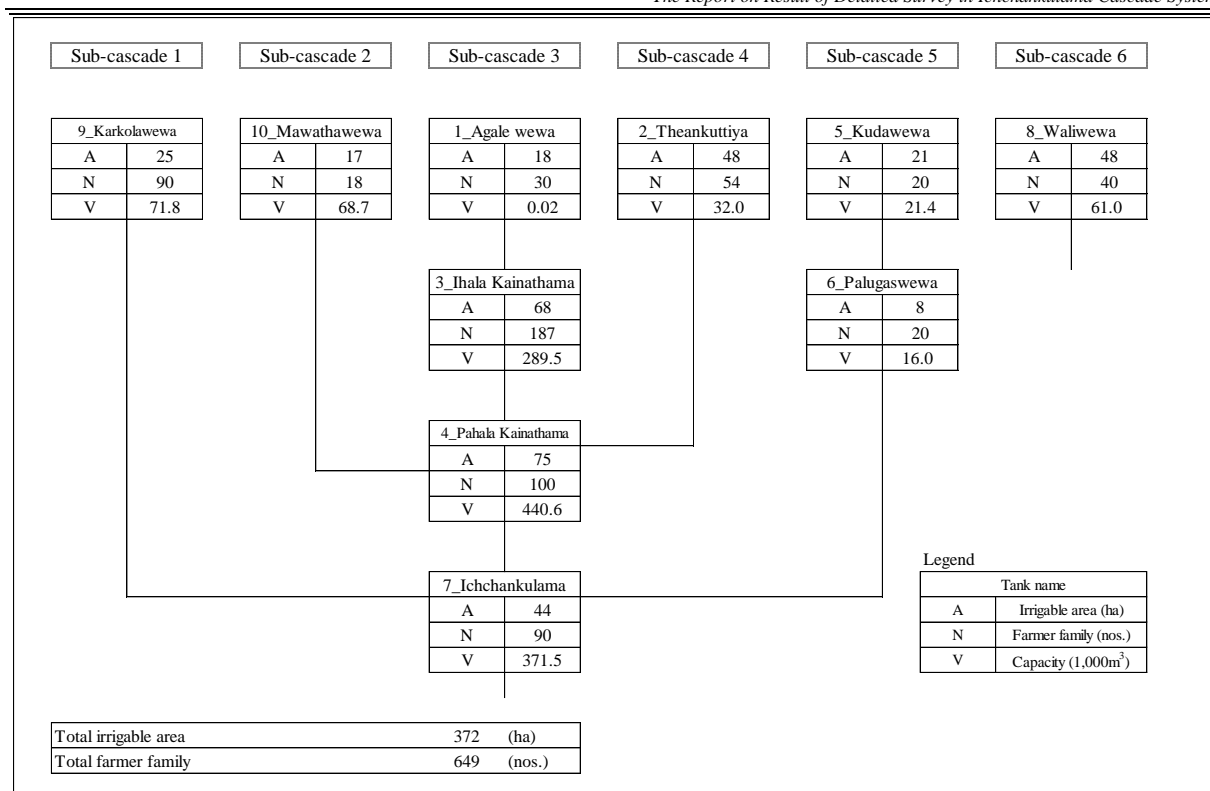 The Report on Result of Detailed Survey in Ichchankulama Cascade System
Sub-cascade 1 Sub-cascade 2 Sub-cascade 3 Sub-cascade 4 Sub-cascade 5 Sub-cascade 6
9_Karkolawewa 10_Mawathawewa 1_Agale wewa 2_Theankuttiya 5_Kudawewa 8_Waliwewa
A 25 A 17 A 18 A 48 A 21 A 48
N 90 N 18 N 30 N 54 N 20 N 40
V 71.8 V 68.7 V 0.02 V 32.0 V 21.4 V 61.0
3_Ihala Kainathama 6_Palugaswewa
A 68 A 8
N 187 N 20
V 289.5 V 16.0
4_Pahala Kainathama
A 75
N 100
V 440.6
Legend
7_Ichchankulama Tank name
A 44 A Irrigable area (ha)
N 90 N Farmer family (nos.)
V 371.5 V Capacity (1,000m³)
Total irrigable area 372 (ha)
Total farmer family 649 (nos.)